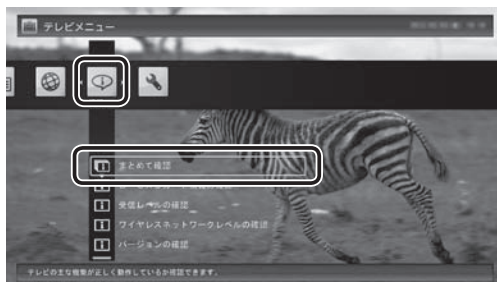 テレビメニュー
まとめて確認
受信レベルの確認
ワイヤレスネットワークレベルの確認
バージョンの確認
テレビの主な機能が正しく動作しているか確認できます。